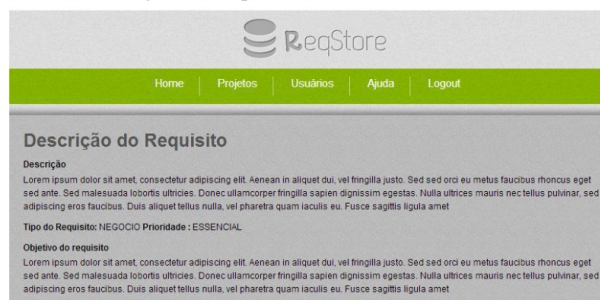 ReqStore
Home Projetos Usuários Ajuda Logout
Descrição do Requisito
Descrição
Lorem ipsum dolor sit amet, consectetur adipiscing elit. Aenean in aliquet dui, vel fringilla justo. Sed sed orci eu metus faucibus rhoncus eget
sed ante. Sed malesuada lobortis ultricies. Donec ullamcorper fringilla sapien dignissim egestas. Nulla ultrices mauris nec tellus pulvinar, sed
adipiscing eros faucibus. Duis aliquet tellus nulla, vel pharetra quam iaculis eu. Fusce sagittis ligula amet
Tipo do Requisito: NEGOCIO Prioridade : ESSENCIAL
Objetivo do requisito
Lorem ipsum dolor sit amet, consectetur adipiscing elit. Aenean in aliquet dui, vel fringilla justo. Sed sed orci eu metus faucibus rhoncus eget
sed ante. Sed malesuada lobortis ultricies. Donec ullamcorper fringilla sapien dignissim egestas. Nulla ultrices mauris nec tellus pulvinar, sed
adipiscing eros faucibus. Duis aliquet tellus nulla, vel pharetra quam iaculis eu. Fusce sagittis ligula amet